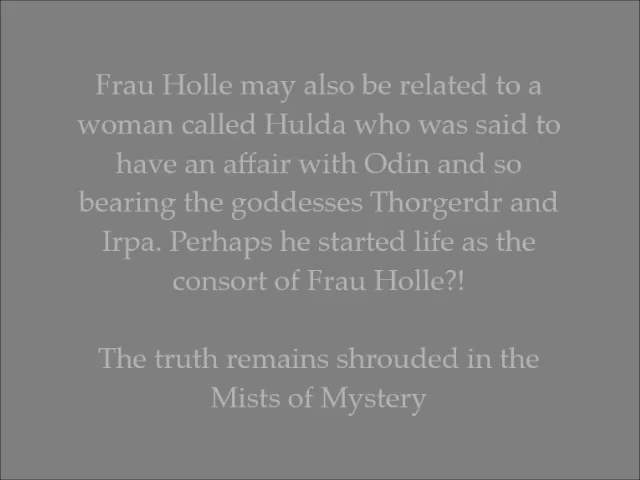 Frau Holle may also be related to a
woman called Hulda who was said to
have an affair with Odin and so
bearing the goddesses Thorgerdr and
Irpa. Perhaps he started life as the
consort of Frau Holle?!
The truth remains shrouded in the
Mists of Mystery